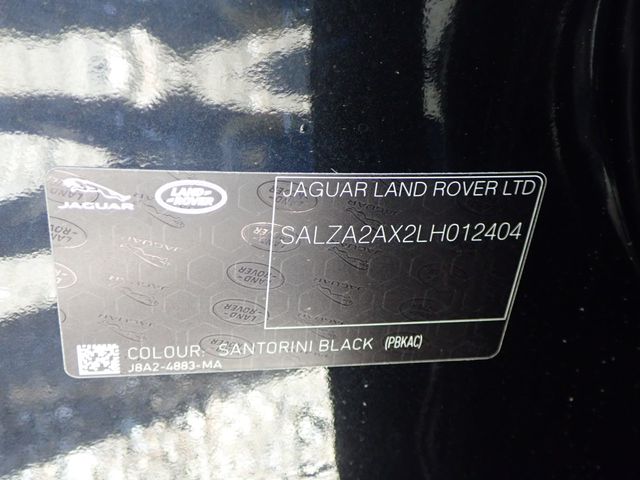 JAGUAR
LAND-
ROVER
JAGUAR LAND ROVER LTD
SALZA2AX2LH012404
COLOUR: SANTORINI BLACK (PBKAC)
J8A2-4883-MA